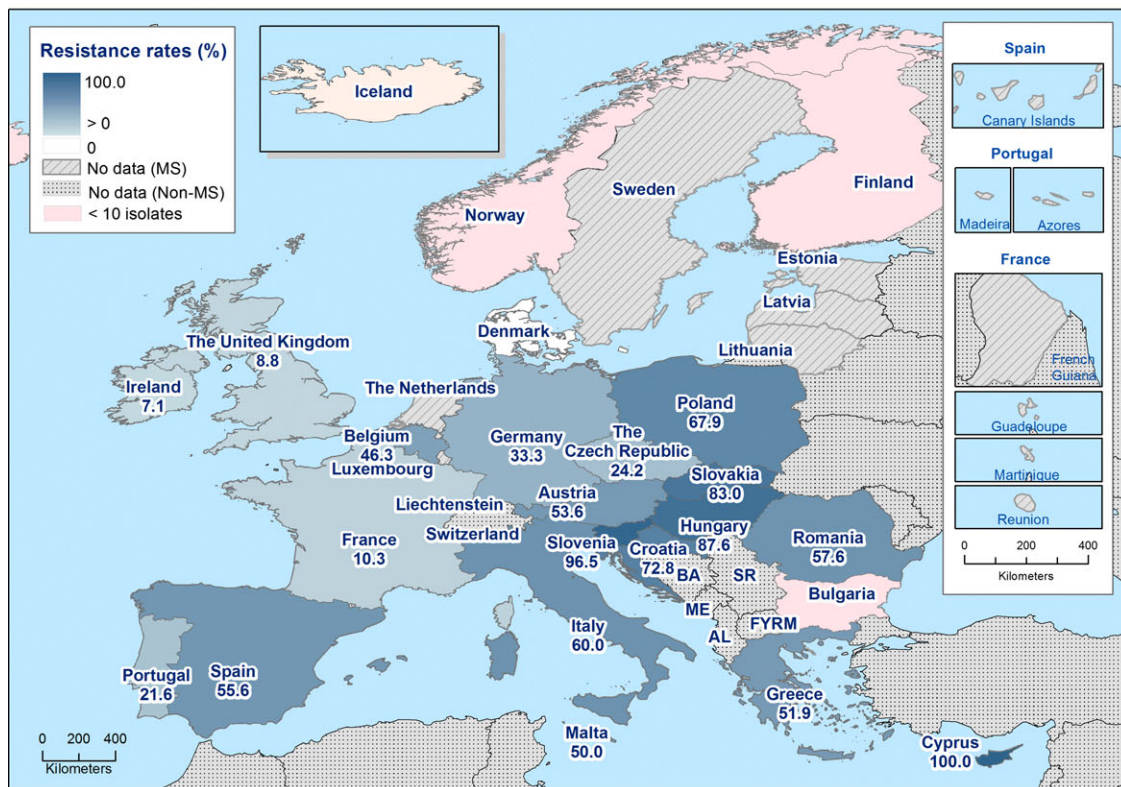 Resistance rates (%)
100.0
> 0
0
No data (MS)
No data (Non-MS)
< 10 isolates
Iceland
Spain
Canary Islands
Portugal
Madeira
Azores
France
French
Guiana
Guadeloupe
Martinique
Reunion
0 200 400
Kilometers
Norway
Sweden
Finland
Estonia
Latvia
Lithuania
Denmark
The United Kingdom
8.8
Ireland
7.1
The Netherlands
Belgium
46.3
Luxembourg
Germany
33.3
Poland
67.9
The
Czech Republic
24.2
Slovakia
83.0
Liechtenstein
Austria
53.6
Switzerland
France
10.3
Slovenia
96.5
Hungary
87.6
Croatia
72.8
Romania
57.6
BA
SR
Bulgaria
ME
FYRM
AL
Italy
60.0
Portugal
21.6
Spain
55.6
Greece
51.9
Malta
50.0
Cyprus
100.0
0 200 400
Kilometers